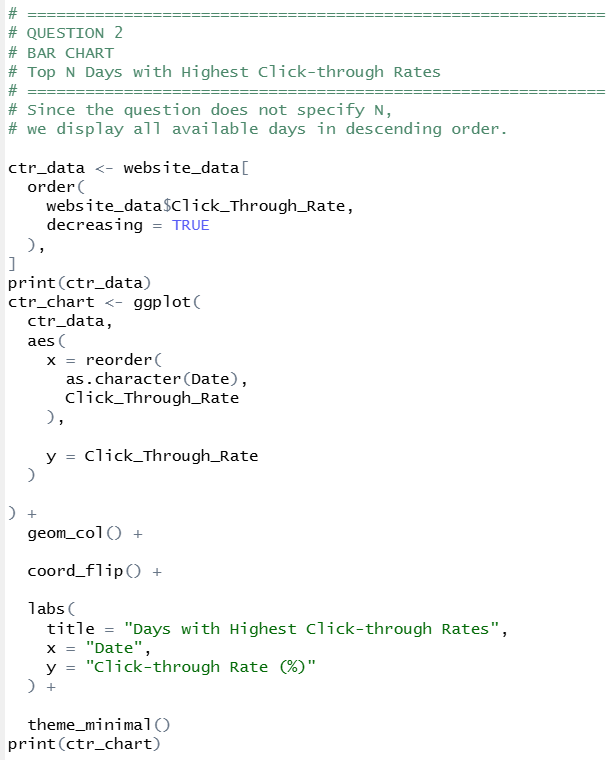 # ============================================================
# QUESTION 2
# BAR CHART
# Top N Days with Highest Click-through Rates
# ============================================================
# Since the question does not specify N,
# we display all available days in descending order.

ctr_data <- website_data[
  order(
    website_data$Click_Through_Rate,
    decreasing = TRUE
  ),
]
print(ctr_data)
ctr_chart <- ggplot(
  ctr_data,
  aes(
    x = reorder(
      as.character(Date),
      Click_Through_Rate
    ),

    y = Click_Through_Rate
  )

) +
  geom_col() +

  coord_flip() +

  labs(
    title = "Days with Highest Click-through Rates",
    x = "Date",
    y = "Click-through Rate (%)"
  ) +

  theme_minimal()
print(ctr_chart)